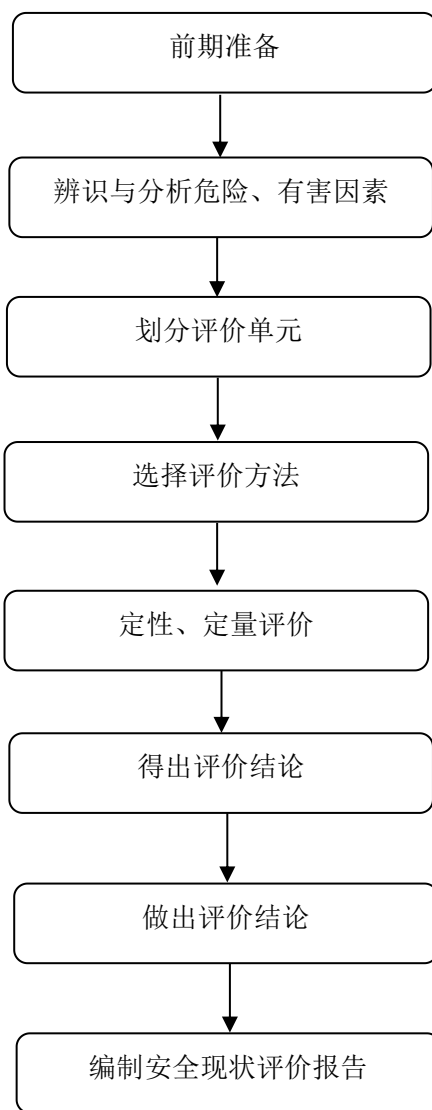 前期准备
辨识与分析危险、有害因素
划分评价单元
选择评价方法
定性、定量评价
得出评价结论
做出评价结论
编制安全现状评价报告